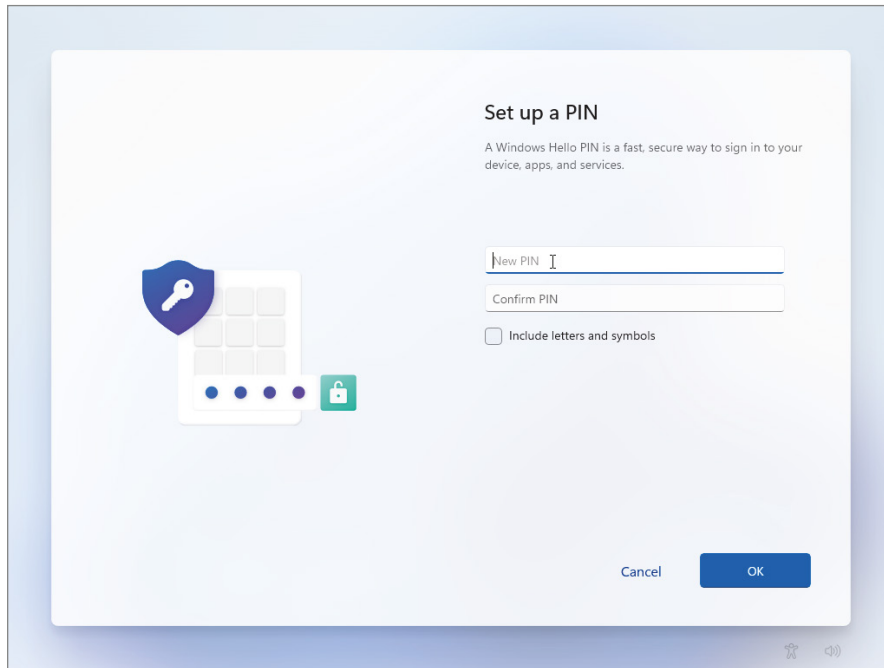 Set up a PIN
A Windows Hello PIN is a fast, secure way to sign in to your
device, apps, and services.
New PIN
Confirm PIN
Include letters and symbols
Cancel
OK